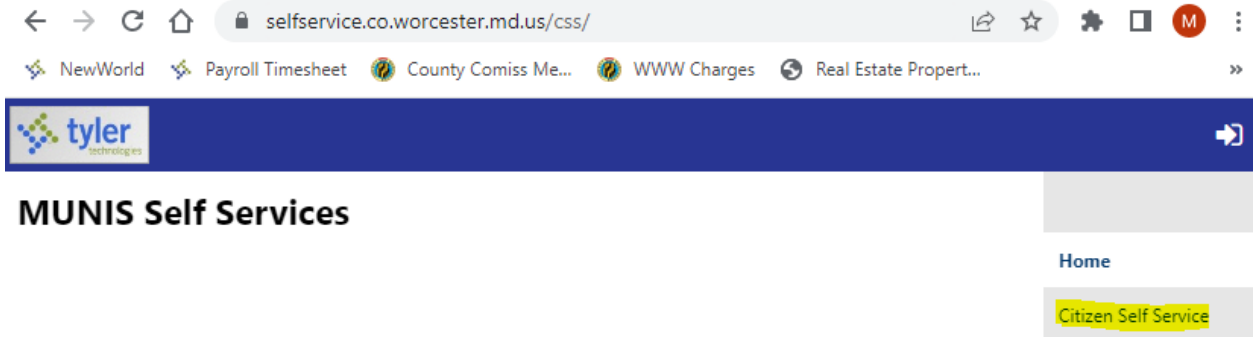 selfservice.co.worcester.md.us/css/
M
NewWorld Payroll Timesheet County Comiss Me... WWW Charges Real Estate Propert... »
tyler
technologies
MUNIS Self Services
Home
Citizen Self Service